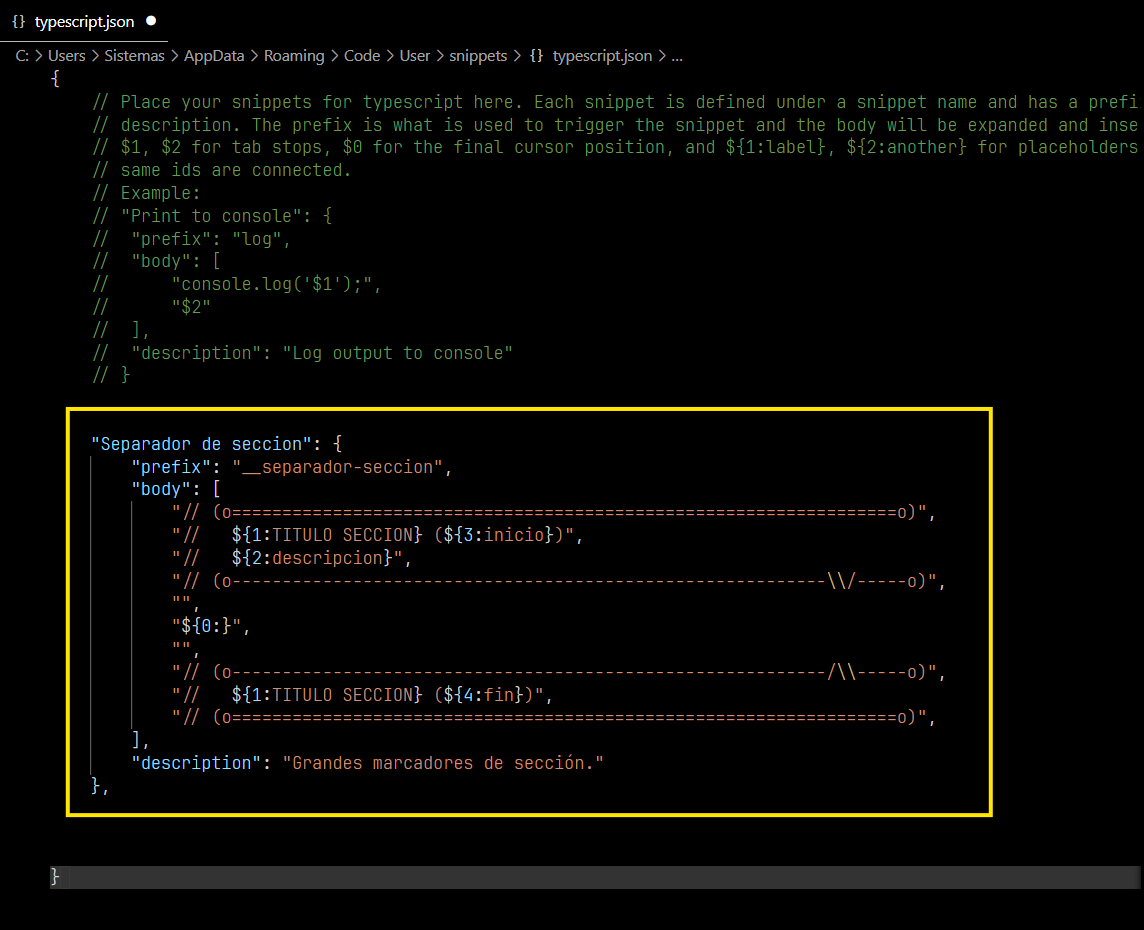 {} typescript.json ●
C: > Users > Sistemas > AppData > Roaming > Code > User > snippets > {} typescript.json > ...
{
// Place your snippets for typescript here. Each snippet is defined under a snippet name and has a prefi
// description. The prefix is what is used to trigger the snippet and the body will be expanded and inse
// $1, $2 for tab stops, $0 for the final cursor position, and ${1:label}, ${2:another} for placeholders
// same ids are connected.
// Example:
// "Print to console": {
//  "prefix": "log",
//  "body": [
//      "console.log('$1');",
//      "$2"
//  ],
//  "description": "Log output to console"
// }
"Separador de seccion": {
"prefix": "__separador-seccion",
"body": [
"// (o==================================================================o)",
"//   ${1:TITULO SECCION} (${3:inicio})",
"//   ${2:descripcion}",
"// (o-----------------------------------------------------------\\/-----o)",
"",
"${0:}",
"",
"// (o-----------------------------------------------------------/\\-----o)",
"//   ${1:TITULO SECCION} (${4:fin})",
"// (o==================================================================o)",
],
"description": "Grandes marcadores de sección."
},
}